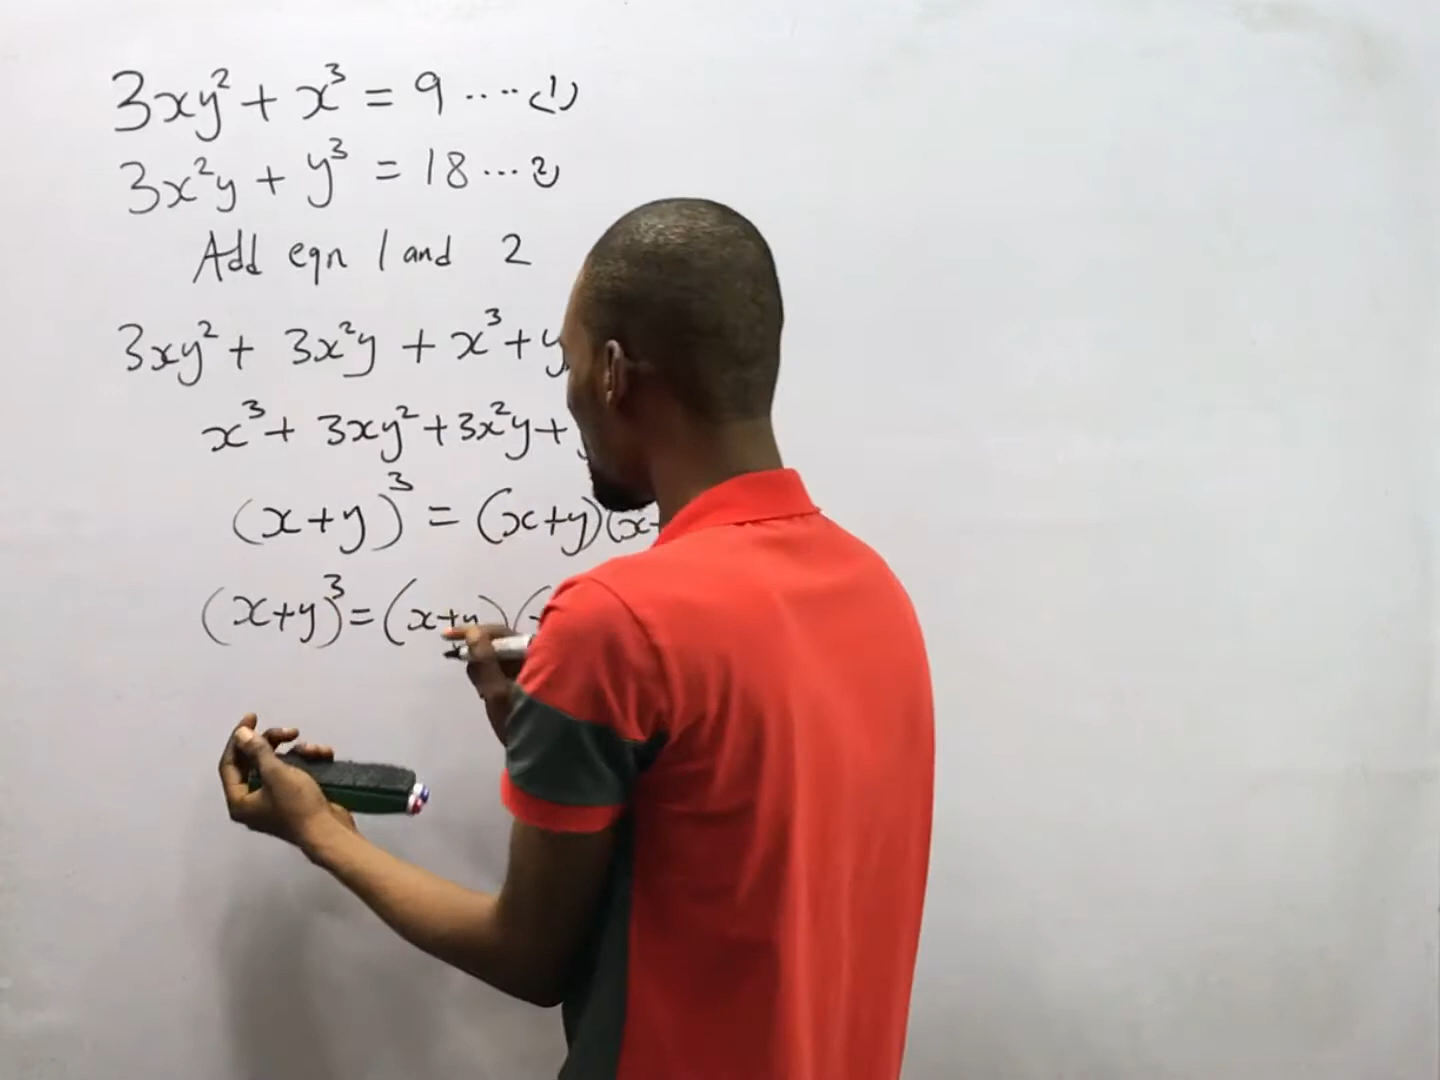 3xy² + x³ = 9 .... (1)
3x²y + y³ = 18 ... 2)
Add eqn 1 and 2
3xy² + 3x²y + x³ + y
x³ + 3xy² + 3x²y +
(x+y)³ = (x+y)(x+
(x+y)³ = (x+y)(